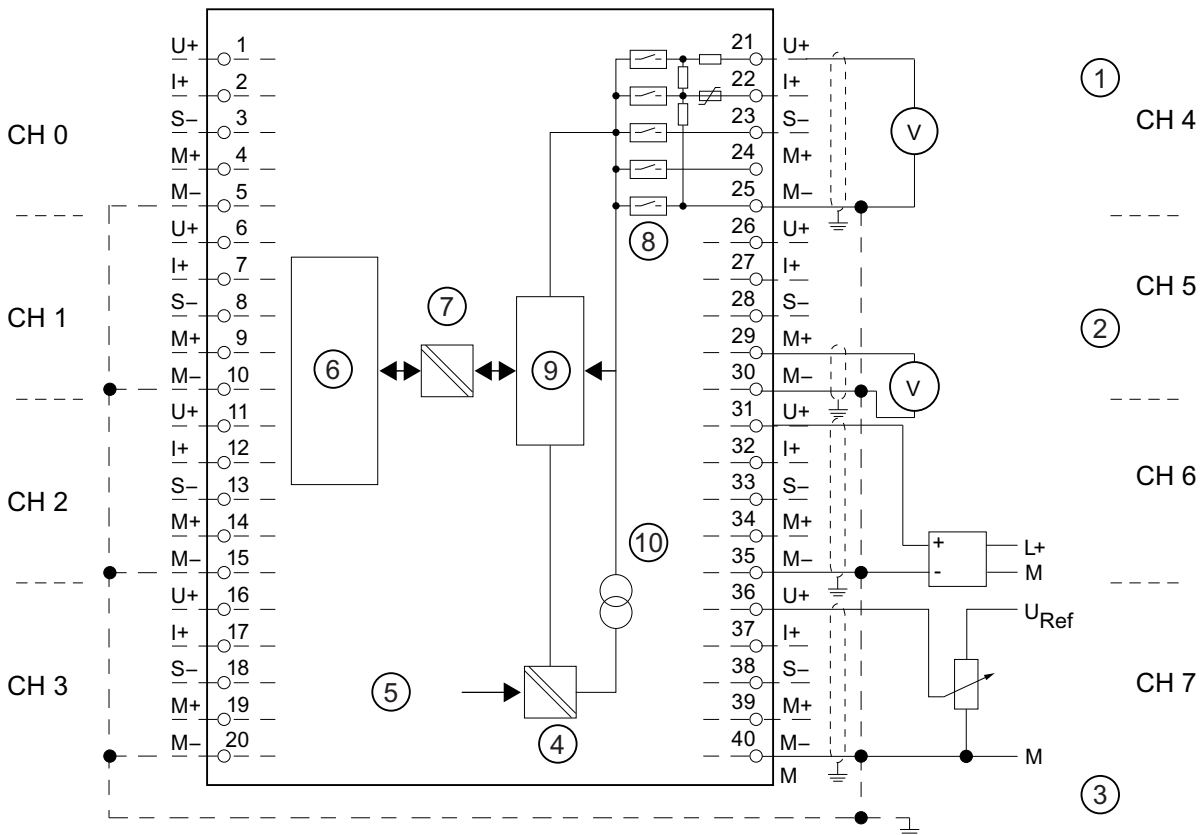 CH 0
U+ 1
I+ 2
S– 3
M+ 4
M– 5
CH 1
U+ 6
I+ 7
S– 8
M+ 9
M– 10
CH 2
U+ 11
I+ 12
S– 13
M+ 14
M– 15
CH 3
U+ 16
I+ 17
S– 18
M+ 19
M– 20
6
7
9
8
10
5
4
21 U+
22 I+
23 S–
24 M+
25 M–
26 U+
27 I+
28 S–
29 M+
30 M–
31 U+
32 I+
33 S–
34 M+
35 M–
36 U+
37 I+
38 S–
39 M+
40 M–
M
V
V
+
-
L+
M
URef
M
1
CH 4
CH 5
2
CH 6
CH 7
3